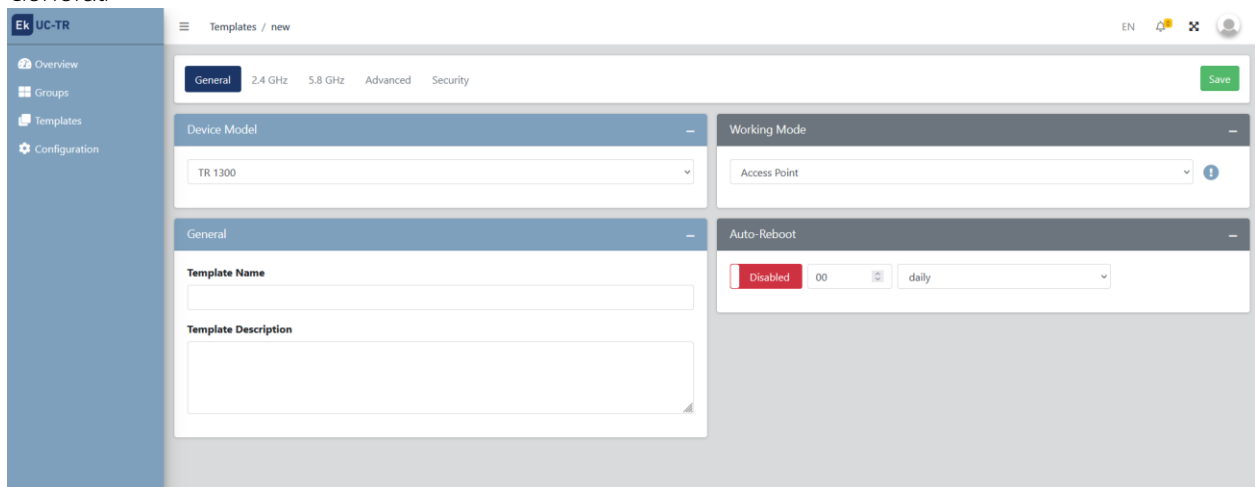 EK UC-TR
Templates / new
EN
Overview
Groups
Templates
Configuration
General 2.4 GHz 5.8 GHz Advanced Security
Save
Device Model
TR 1300
Working Mode
Access Point
General
Template Name
Template Description
Auto-Reboot
Disabled 00 daily